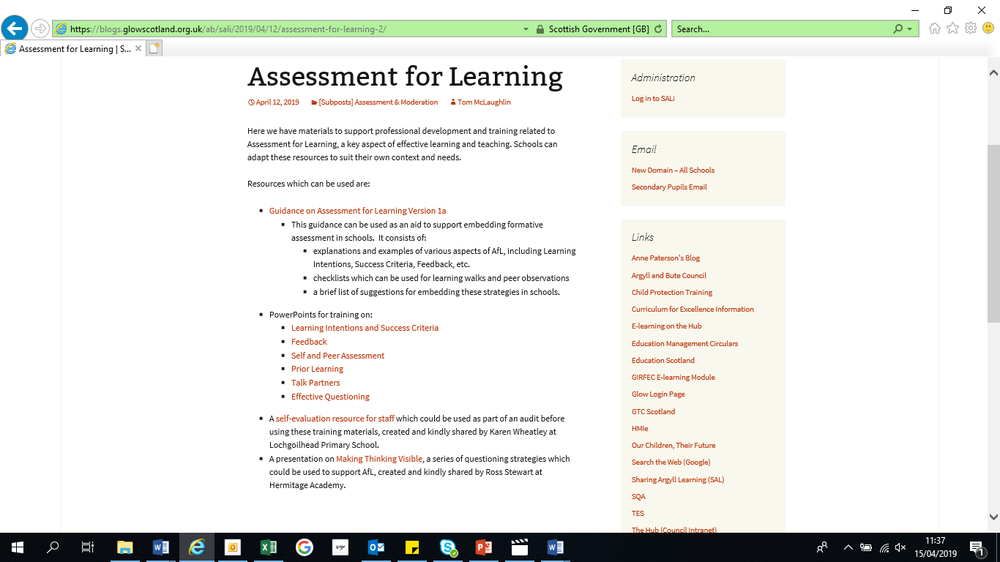 https://blogs.glowscotland.org.uk/ab/sali/2019/04/12/assessment-for-learning-2/
Scottish Government [GB]
Search...
Assessment for Learning | S...
Assessment for Learning
April 12, 2019 [Subposts] Assessment & Moderation Tom McLaughlin
Here we have materials to support professional development and training related to
Assessment for Learning, a key aspect of effective learning and teaching. Schools can
adapt these resources to suit their own context and needs.
Resources which can be used are:
Guidance on Assessment for Learning Version 1a
This guidance can be used as an aid to support embedding formative
assessment in schools. It consists of:
explanations and examples of various aspects of AfL, including Learning
Intentions, Success Criteria, Feedback, etc.
checklists which can be used for learning walks and peer observations
a brief list of suggestions for embedding these strategies in schools.
PowerPoints for training on:
Learning Intentions and Success Criteria
Feedback
Self and Peer Assessment
Prior Learning
Talk Partners
Effective Questioning
A self-evaluation resource for staff which could be used as part of an audit before
using these training materials, created and kindly shared by Karen Wheatley at
Lochgoilhead Primary School.
A presentation on Making Thinking Visible, a series of questioning strategies which
could be used to support AfL, created and kindly shared by Ross Stewart at
Hermitage Academy.
Administration
Log in to SALi
Email
New Domain – All Schools
Secondary Pupils Email
Links
Anne Paterson's Blog
Argyll and Bute Council
Child Protection Training
Curriculum for Excellence Information
E-learning on the Hub
Education Management Circulars
Education Scotland
GIRFEC E-learning Module
Glow Login Page
GTC Scotland
HMIe
Our Children, Their Future
Search the Web (Google)
Sharing Argyll Learning (SAL)
SQA
TES
The Hub (Council Intranet)
11:37
15/04/2019